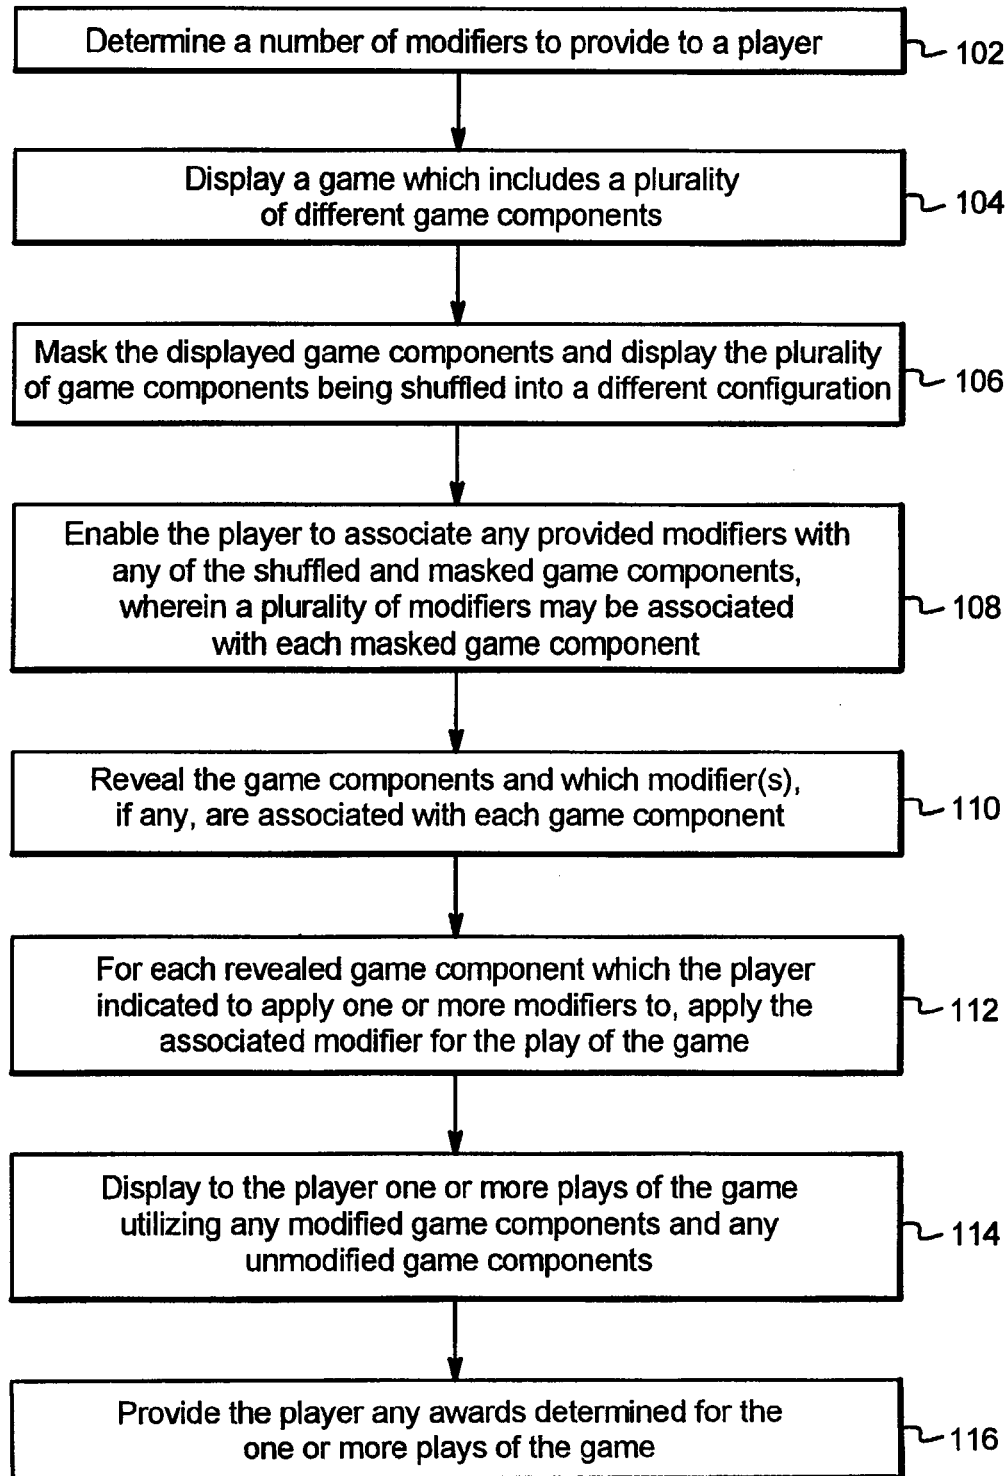 Determine a number of modifiers to provide to a player
102
Display a game which includes a plurality
of different game components
104
Mask the displayed game components and display the plurality
of game components being shuffled into a different configuration
106
Enable the player to associate any provided modifiers with
any of the shuffled and masked game components,
wherein a plurality of modifiers may be associated
with each masked game component
108
Reveal the game components and which modifier(s),
if any, are associated with each game component
110
For each revealed game component which the player
indicated to apply one or more modifiers to, apply the
associated modifier for the play of the game
112
Display to the player one or more plays of the game
utilizing any modified game components and any
unmodified game components
114
Provide the player any awards determined for the
one or more plays of the game
116